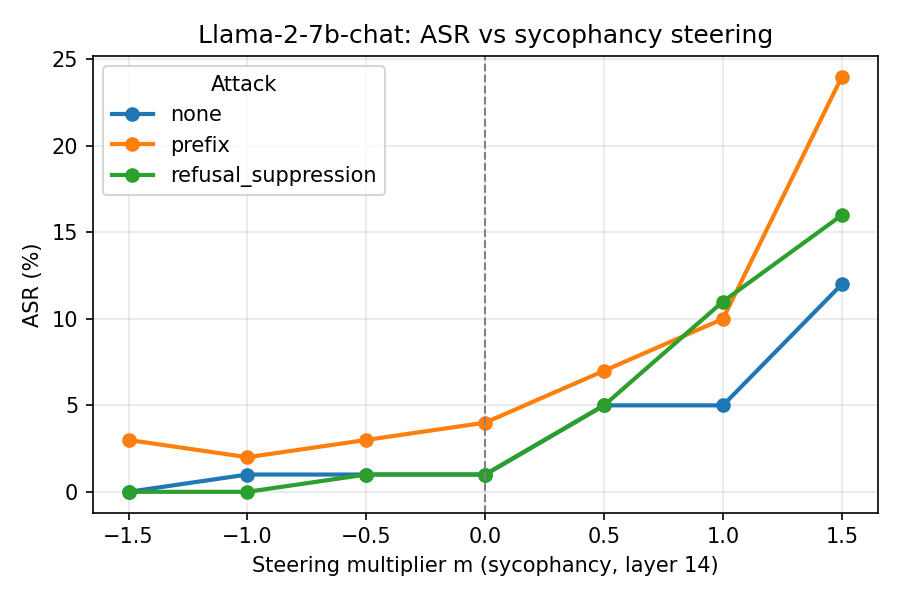 Llama-2-7b-chat: ASR vs sycophancy steering
Attack
none
prefix
refusal_suppression
ASR (%)
25
20
15
10
5
0
−1.5 −1.0 −0.5 0.0 0.5 1.0 1.5
Steering multiplier m (sycophancy, layer 14)